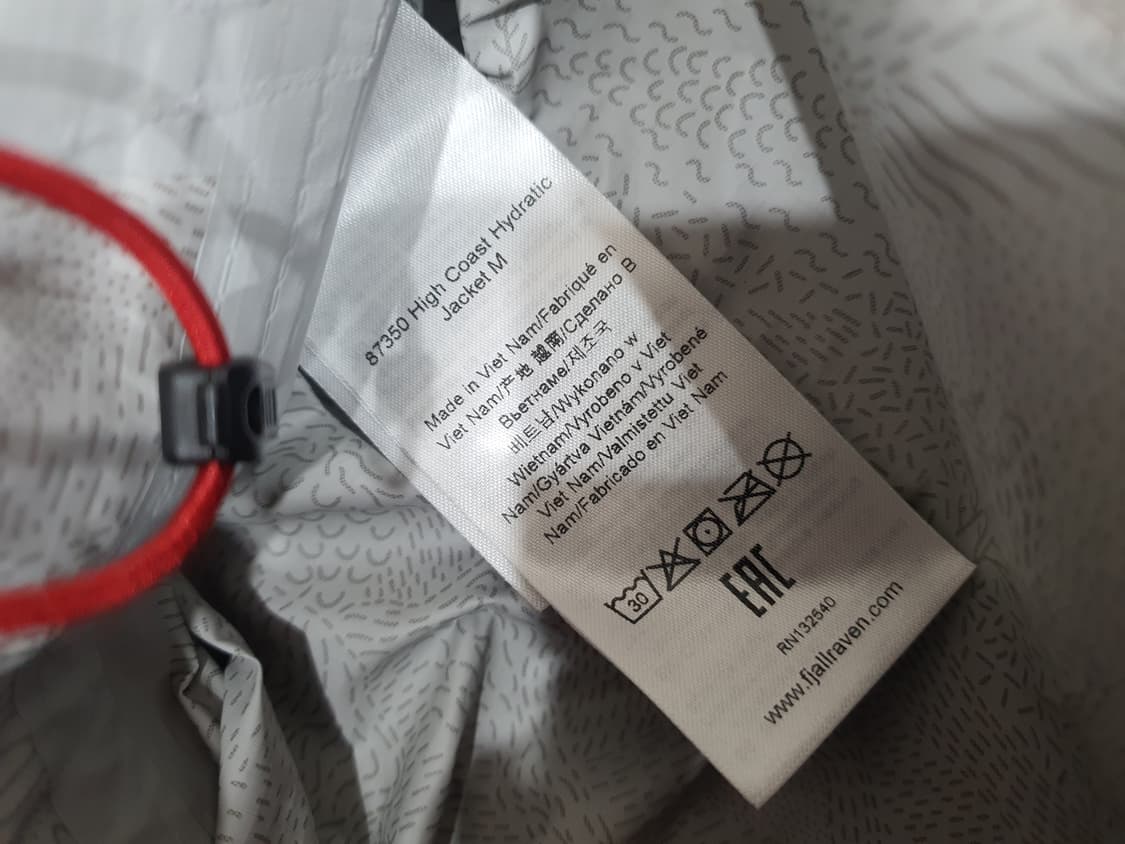 87350 High Coast Hydratic
Jacket M
Made in Viet Nam/Fabriqué en
Viet Nam/产地 越南/Сделано В
Вьетнаме/제조국
베트남/Wykonano w
Wietnam/Vyrobeno v Viet
Nam/Gyártva Vietnám/Vyrobené
Viet Nam/Valmistettu Viet
Nam/Fabricado en Viet Nam
30
EAC
RN132540
www.fjallraven.com